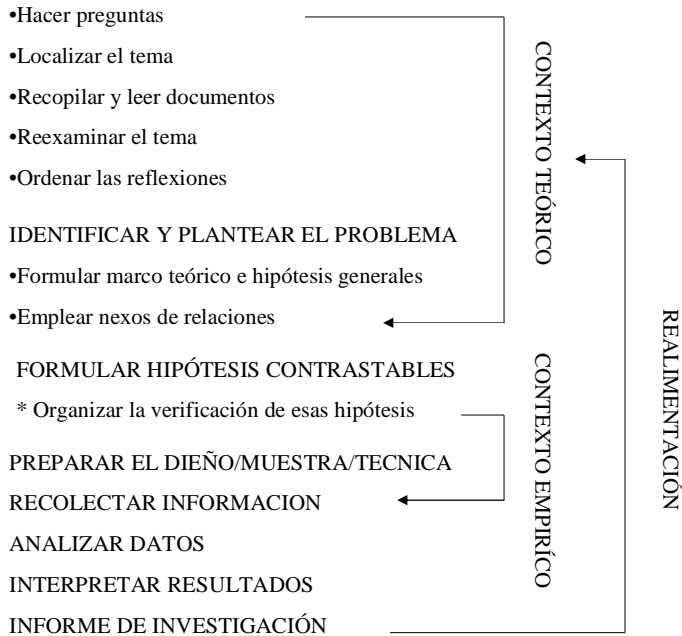 •Hacer preguntas
•Localizar el tema
•Recopilar y leer documentos
•Reexaminar el tema
•Ordenar las reflexiones
IDENTIFICAR Y PLANTEAR EL PROBLEMA
•Formular marco teórico e hipótesis generales
•Emplear nexos de relaciones
FORMULAR HIPÓTESIS CONTRASTABLES
* Organizar la verificación de esas hipótesis
PREPARAR EL DIEÑO/MUESTRA/TECNICA
RECOLECTAR INFORMACION
ANALIZAR DATOS
INTERPRETAR RESULTADOS
INFORME DE INVESTIGACIÓN
CONTEXTO TEÓRICO
CONTEXTO EMPIRÍCO
REALIMENTACIÓN